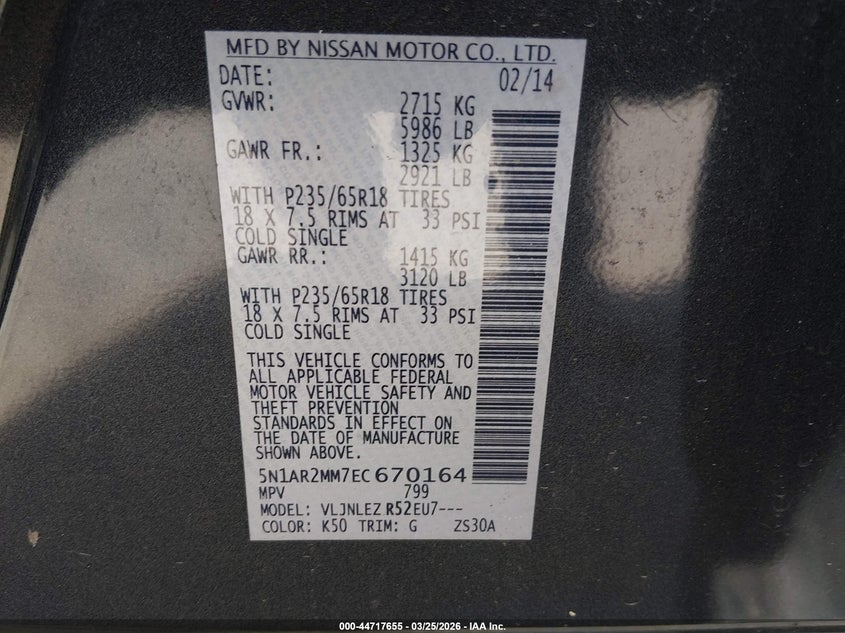 MFD BY NISSAN MOTOR CO., LTD.
DATE: 02/14
GVWR: 2715 KG
5986 LB
GAWR FR.: 1325 KG
2921 LB
WITH P235/65R18 TIRES
18 X 7.5 RIMS AT 33 PSI
COLD SINGLE
GAWR RR.: 1415 KG
3120 LB
WITH P235/65R18 TIRES
18 X 7.5 RIMS AT 33 PSI
COLD SINGLE
THIS VEHICLE CONFORMS TO
ALL APPLICABLE FEDERAL
MOTOR VEHICLE SAFETY AND
THEFT PREVENTION
STANDARDS IN EFFECT ON
THE DATE OF MANUFACTURE
SHOWN ABOVE.
5N1AR2MM7EC670164
MPV 799
MODEL: VLJNLEZ R52EU7---
COLOR: K50 TRIM: G ZS30A
000-44717655 - 03/25/2026 - IAA Inc.